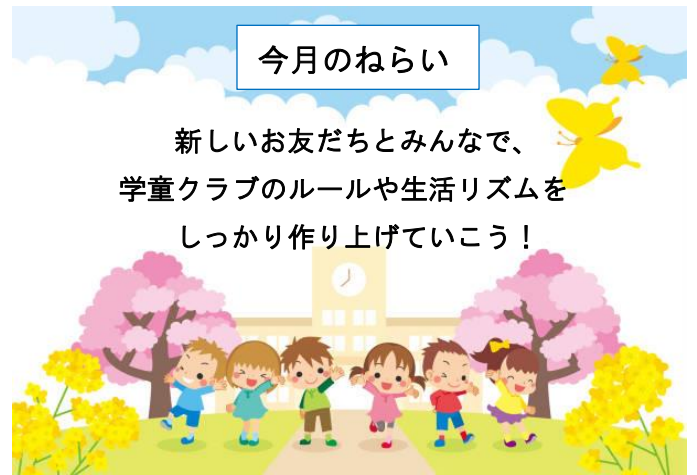 今月のねらい
新しいお友だちとみんなで、
学童クラブのルールや生活リズムを
しっかり作り上げていこう！